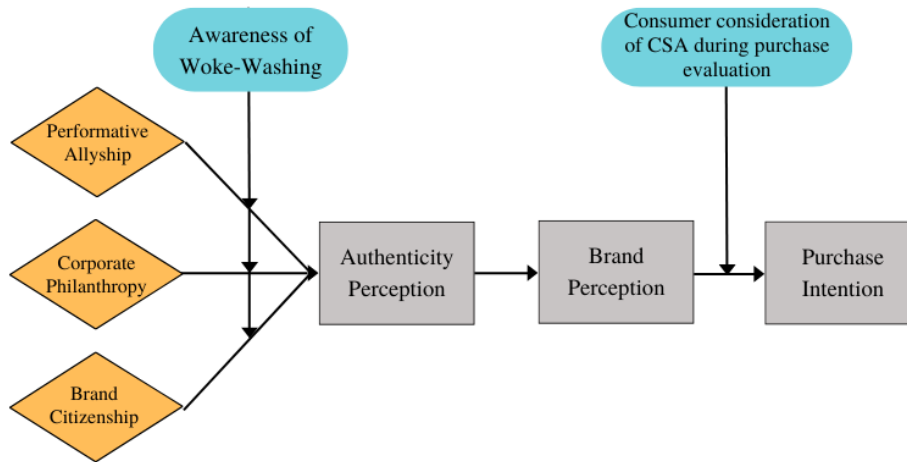 Awareness of
Woke-Washing
Consumer consideration
of CSA during purchase
evaluation
Performative
Allyship
Corporate
Philanthropy
Brand
Citizenship
Authenticity
Perception
Brand
Perception
Purchase
Intention